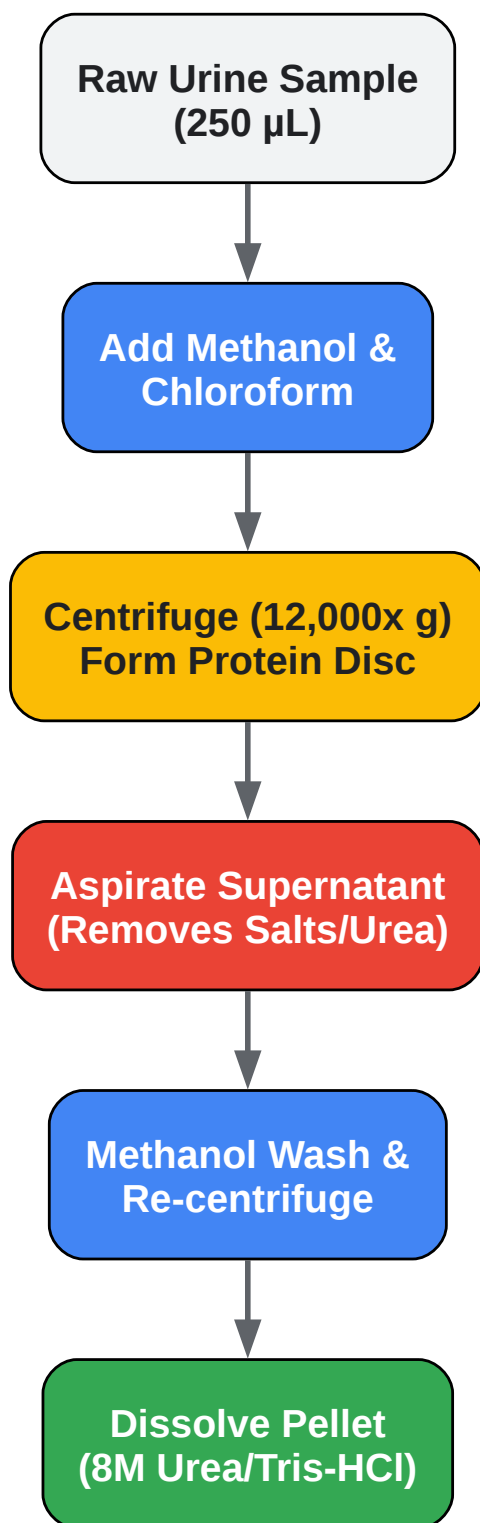 Raw Urine Sample
(250 µL)
Add Methanol &
Chloroform
Centrifuge (12,000x g)
Form Protein Disc
Aspirate Supernatant
(Removes Salts/Urea)
Methanol Wash &
Re-centrifuge
Dissolve Pellet
(8M Urea/Tris-HCl)